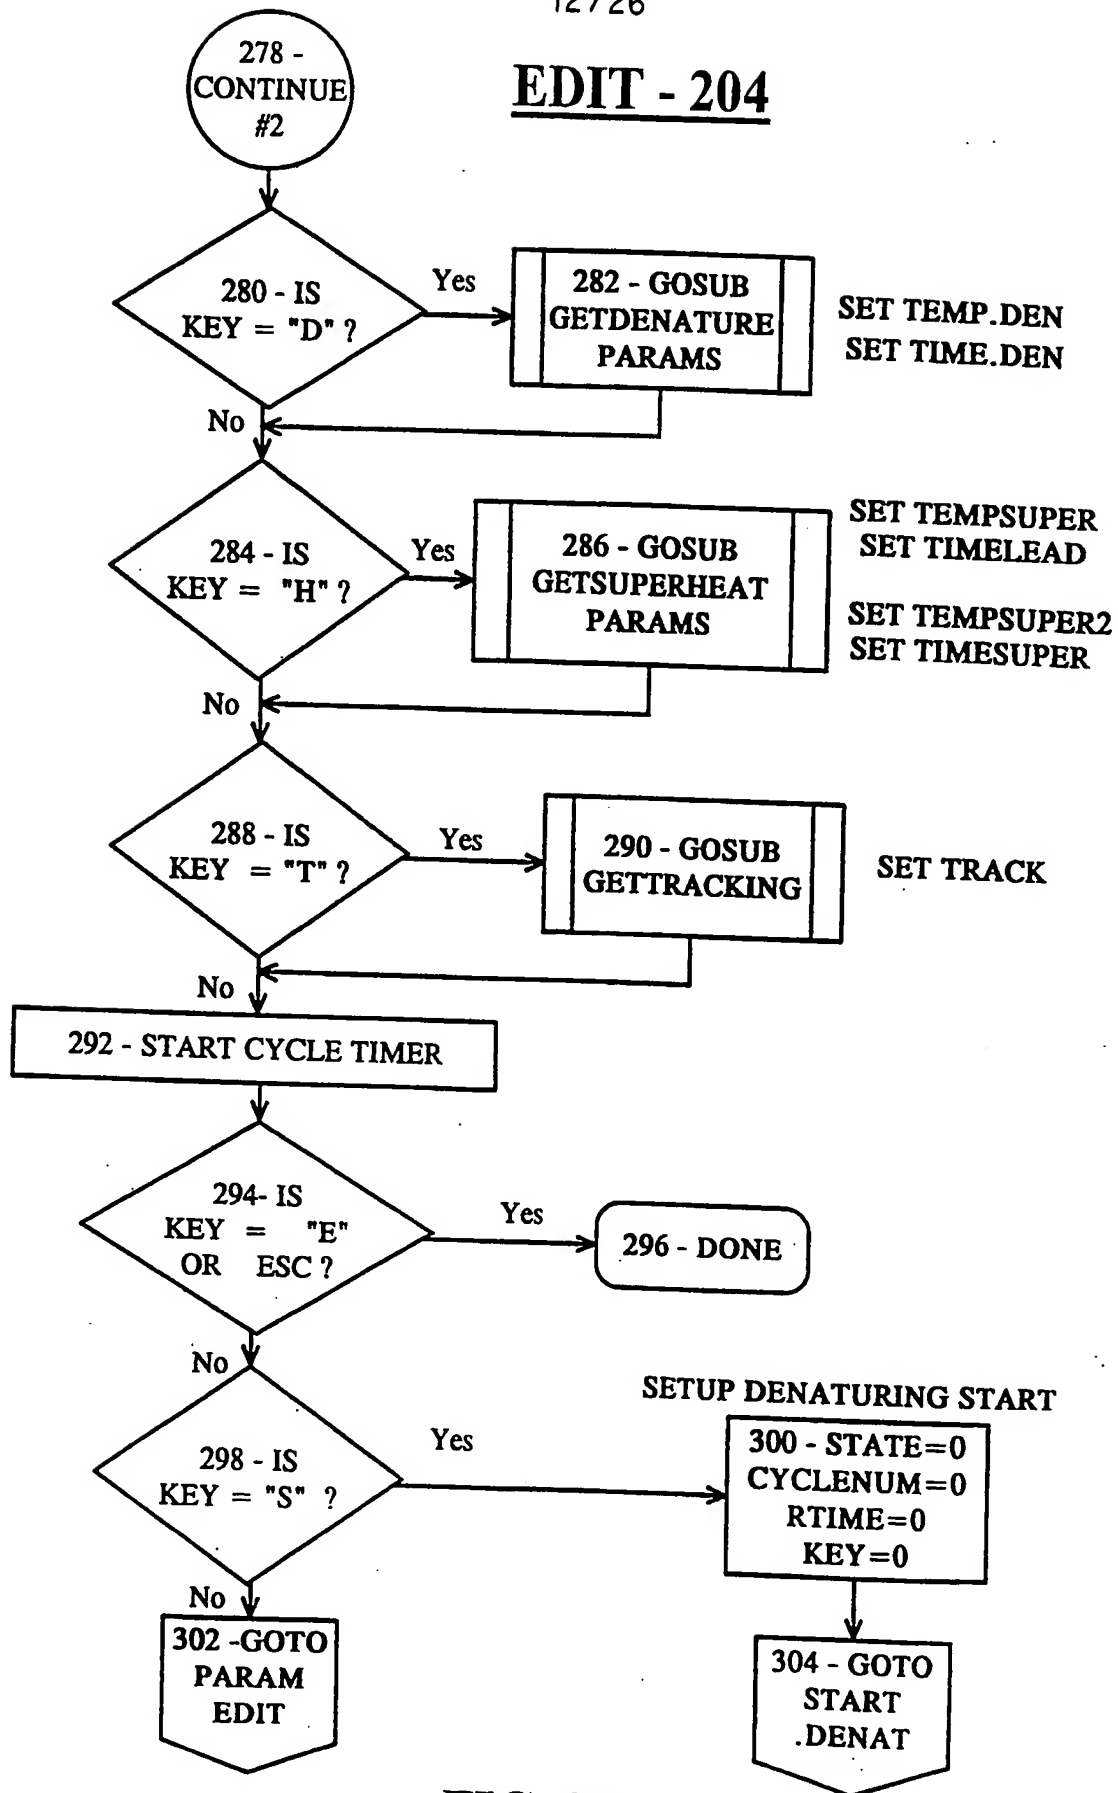 12/26
EDIT - 204
278 -
CONTINUE
#2
280 - IS
KEY = "D" ?
Yes
282 - GOSUB
GETDENATURE
PARAMS
SET TEMP.DEN
SET TIME.DEN
No
284 - IS
KEY = "H" ?
Yes
286 - GOSUB
GETSUPERHEAT
PARAMS
SET TEMPSUPER
SET TIMELEAD
SET TEMPSUPER2
SET TIMESUPER
No
288 - IS
KEY = "T" ?
Yes
290 - GOSUB
GETTRACKING
SET TRACK
No
292 - START CYCLE TIMER
294- IS
KEY = "E"
OR ESC ?
Yes
296 - DONE
No
298 - IS
KEY = "S" ?
Yes
SETUP DENATURING START
300 - STATE=0
CYCLENUM=0
RTIME=0
KEY=0
No
302 -GOTO
PARAM
EDIT
304 - GOTO
START
.DENAT